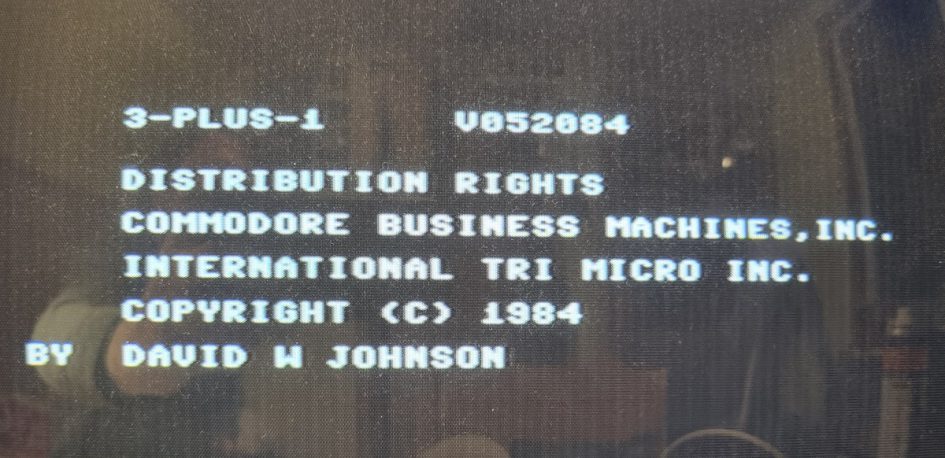 3-PLUS-1 V052084
DISTRIBUTION RIGHTS
COMMODORE BUSINESS MACHINES,INC.
INTERNATIONAL TRI MICRO INC.
COPYRIGHT (C) 1984
BY DAVID W JOHNSON